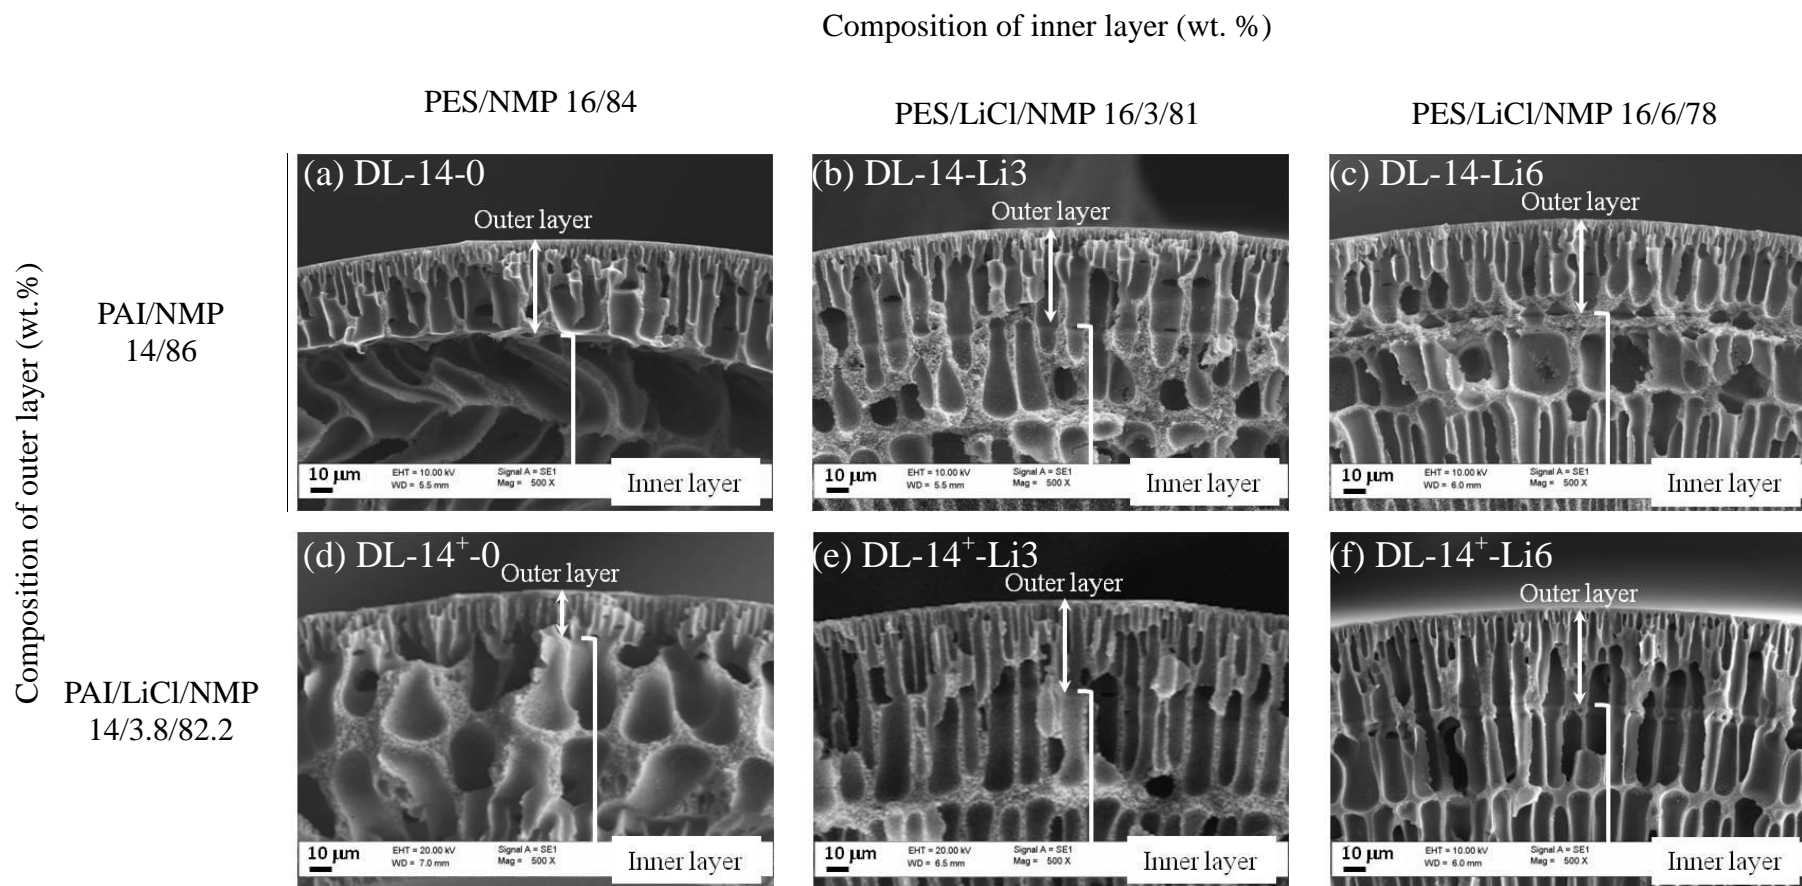 Composition of inner layer (wt. %)
PES/NMP 16/84
PES/LiCl/NMP 16/3/81
PES/LiCl/NMP 16/6/78
Composition of outer layer (wt.%)
PAI/NMP
14/86
(a) DL-14-0
Outer layer
10 µm
EHT = 10.00 kV
WD = 5.5 mm
Signal A = SE1
Mag = 500 X
Inner layer
(b) DL-14-Li3
Outer layer
10 µm
EHT = 10.00 kV
WD = 5.5 mm
Signal A = SE1
Mag = 500 X
Inner layer
(c) DL-14-Li6
Outer layer
10 µm
EHT = 10.00 kV
WD = 6.0 mm
Signal A = SE1
Mag = 500 X
Inner layer
PAI/LiCl/NMP
14/3.8/82.2
(d) DL-14⁺-0
Outer layer
10 µm
EHT = 20.00 kV
WD = 7.0 mm
Signal A = SE1
Mag = 500 X
Inner layer
(e) DL-14⁺-Li3
Outer layer
10 µm
EHT = 20.00 kV
WD = 6.5 mm
Signal A = SE1
Mag = 500 X
Inner layer
(f) DL-14⁺-Li6
Outer layer
10 µm
EHT = 10.00 kV
WD = 6.0 mm
Signal A = SE1
Mag = 500 X
Inner layer